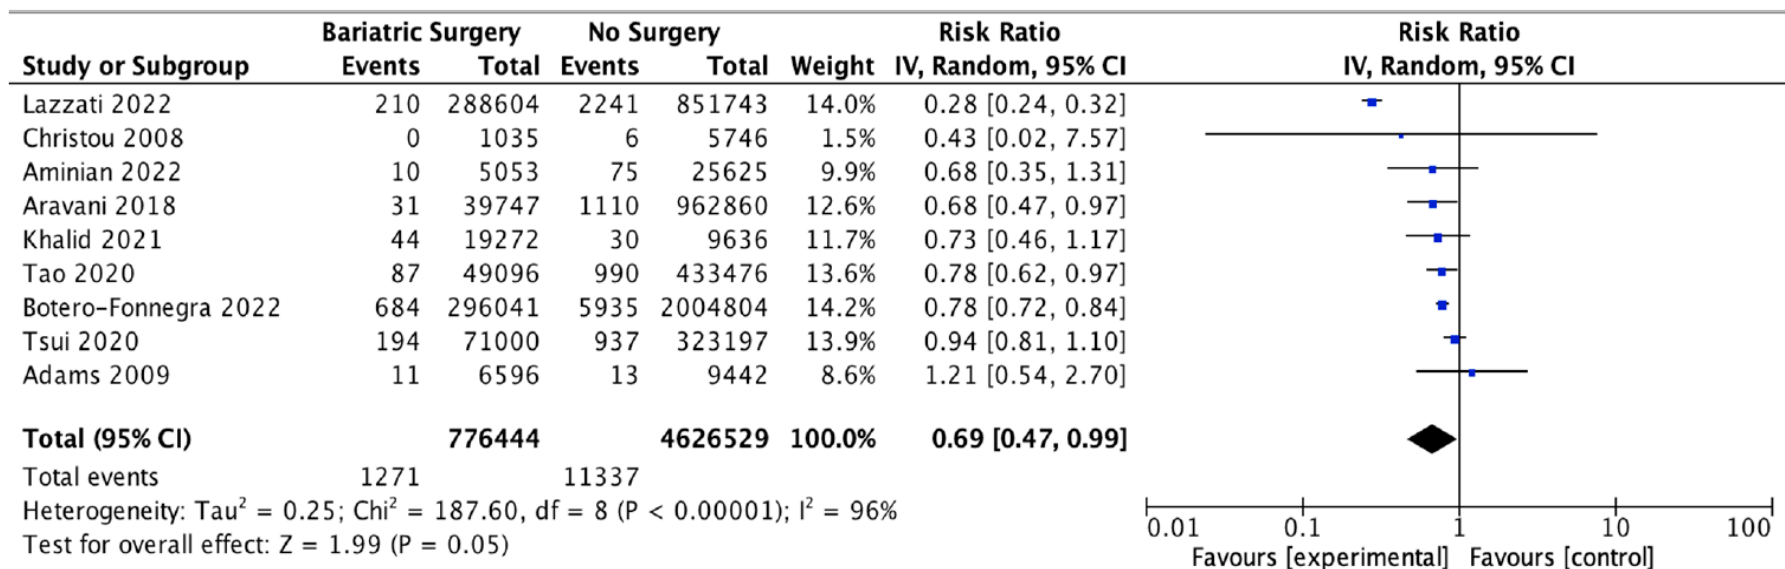 Bariatric Surgery No Surgery Risk Ratio Risk Ratio
Study or Subgroup Events Total Events Total Weight IV, Random, 95% CI IV, Random, 95% CI
Lazzati 2022 210 288604 2241 851743 14.0% 0.28 [0.24, 0.32]
Christou 2008 0 1035 6 5746 1.5% 0.43 [0.02, 7.57]
Aminian 2022 10 5053 75 25625 9.9% 0.68 [0.35, 1.31]
Aravani 2018 31 39747 1110 962860 12.6% 0.68 [0.47, 0.97]
Khalid 2021 44 19272 30 9636 11.7% 0.73 [0.46, 1.17]
Tao 2020 87 49096 990 433476 13.6% 0.78 [0.62, 0.97]
Botero-Fonnegra 2022 684 296041 5935 2004804 14.2% 0.78 [0.72, 0.84]
Tsui 2020 194 71000 937 323197 13.9% 0.94 [0.81, 1.10]
Adams 2009 11 6596 13 9442 8.6% 1.21 [0.54, 2.70]
Total (95% CI) 776444 4626529 100.0% 0.69 [0.47, 0.99]
Total events 1271 11337
Heterogeneity: Tau² = 0.25; Chi² = 187.60, df = 8 (P < 0.00001); I² = 96%
Test for overall effect: Z = 1.99 (P = 0.05)
0.01 0.1 1 10 100
Favours [experimental] Favours [control]